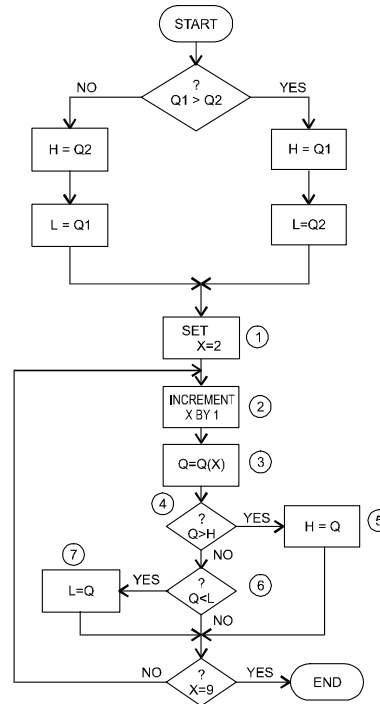 START
?
Q1 > Q2
NO
YES
H = Q2
H = Q1
L = Q1
L=Q2
SET
X=2
1
INCREMENT
X BY 1
2
Q=Q(X)
3
4
?
Q>H
YES
H = Q
5
NO
7
?
Q<L
6
YES
L=Q
NO
?
X=9
NO
YES
END